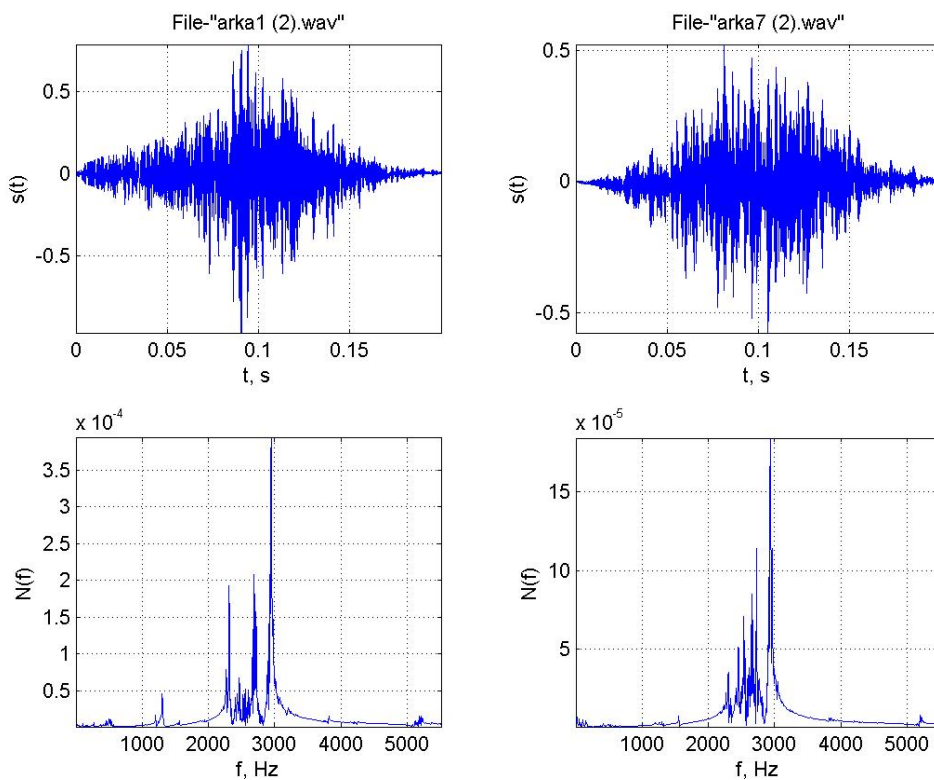 File-"arka1 (2).wav"
0.5
0
-0.5
s(t)
0 0.05 0.1 0.15
t, s
File-"arka7 (2).wav"
0.5
0
-0.5
s(t)
0 0.05 0.1 0.15
t, s
x 10^-4
3.5
3
2.5
2
1.5
1
0.5
N(f)
1000 2000 3000 4000 5000
f, Hz
x 10^-5
15
10
5
N(f)
1000 2000 3000 4000 5000
f, Hz